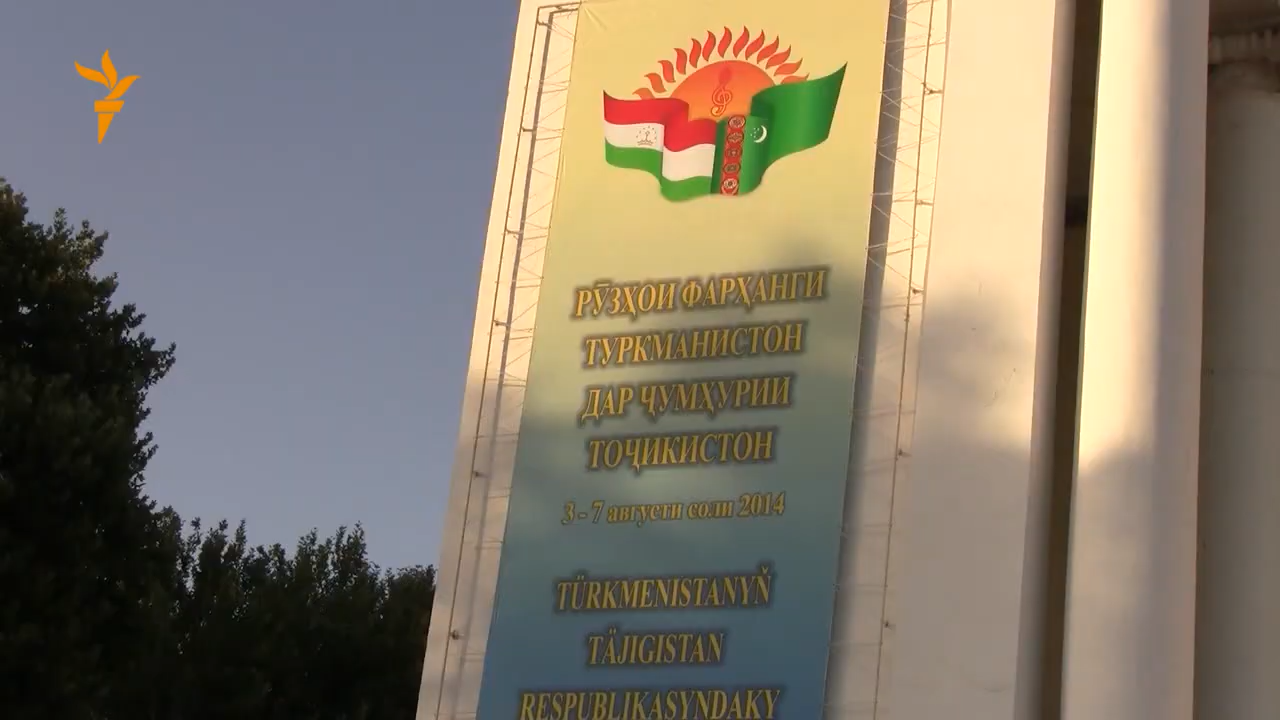 РӮЗҲОИ ФАРҲАНГИ
ТУРКМАНИСТОН
ДАР ҶУМҲУРИИ
ТОҶИКИСТОН
3 - 7 августи соли 2014
TÜRKMENISTANYŇ
TÄJIGISTAN
RESPUBLIKASYNDAKY